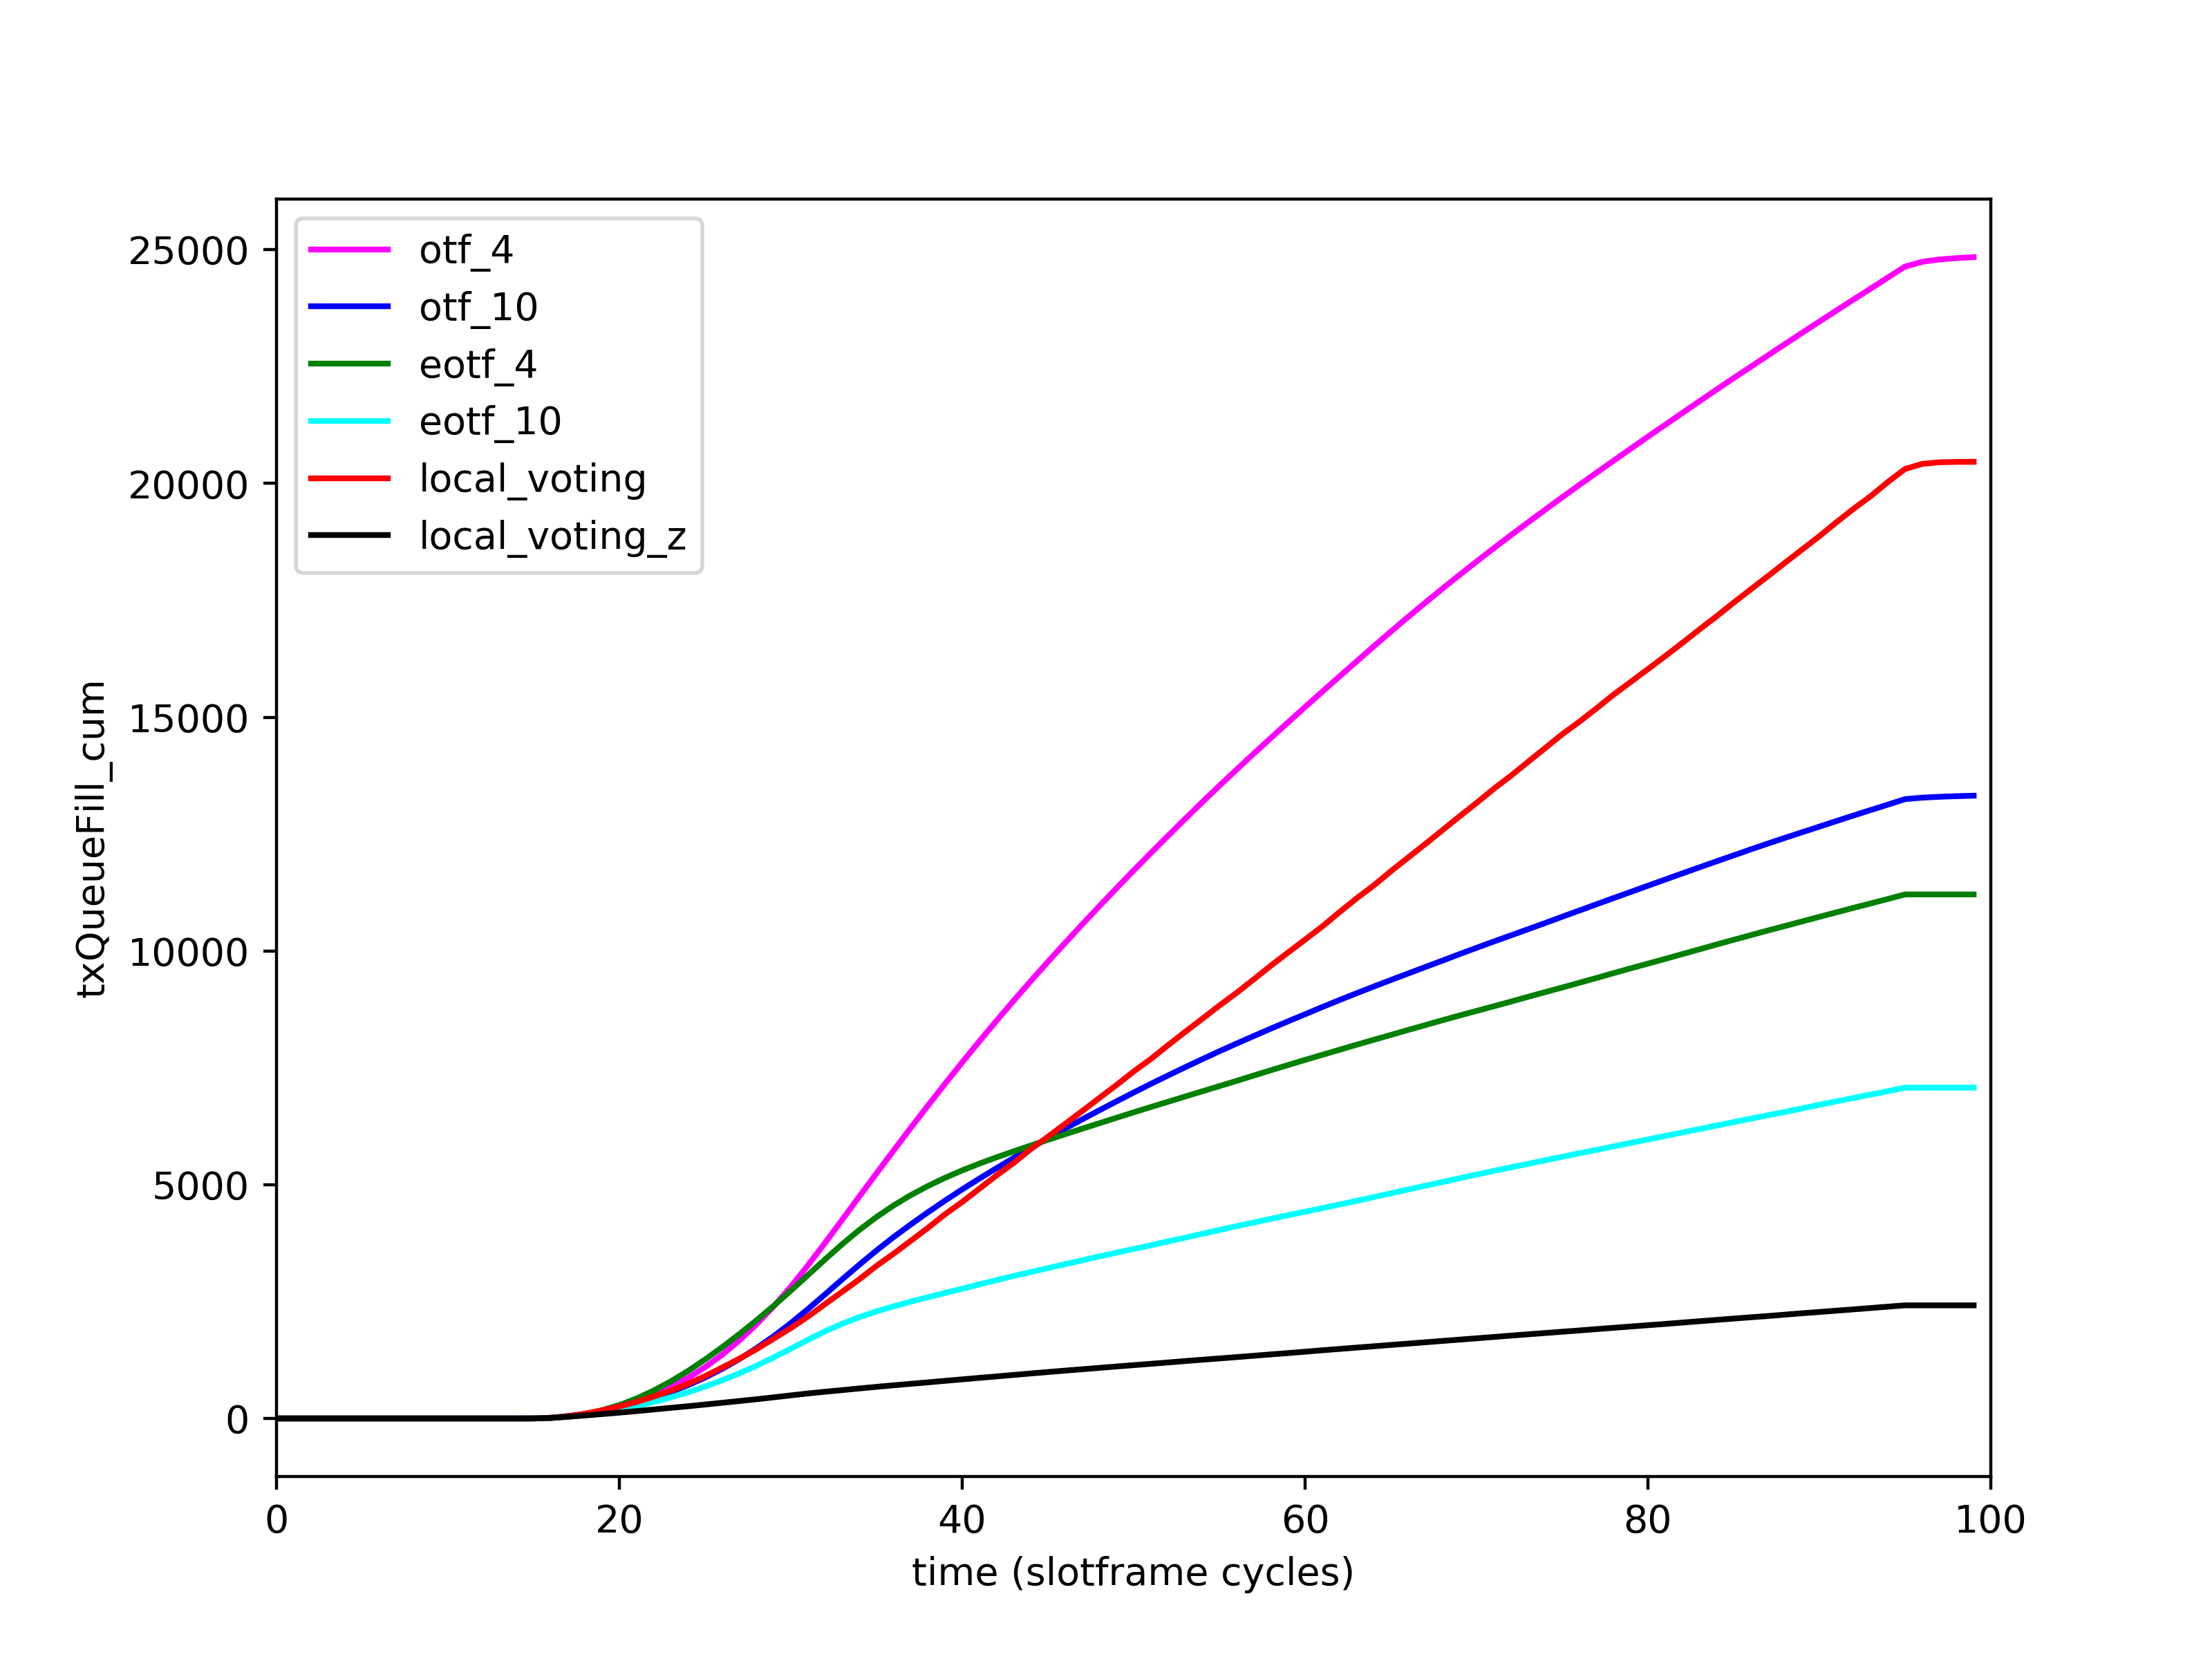 otf_4
otf_10
eotf_4
eotf_10
local_voting
local_voting_z
25000
20000
15000
10000
5000
0
txQueueFill_cum
0 20 40 60 80 100
time (slotframe cycles)